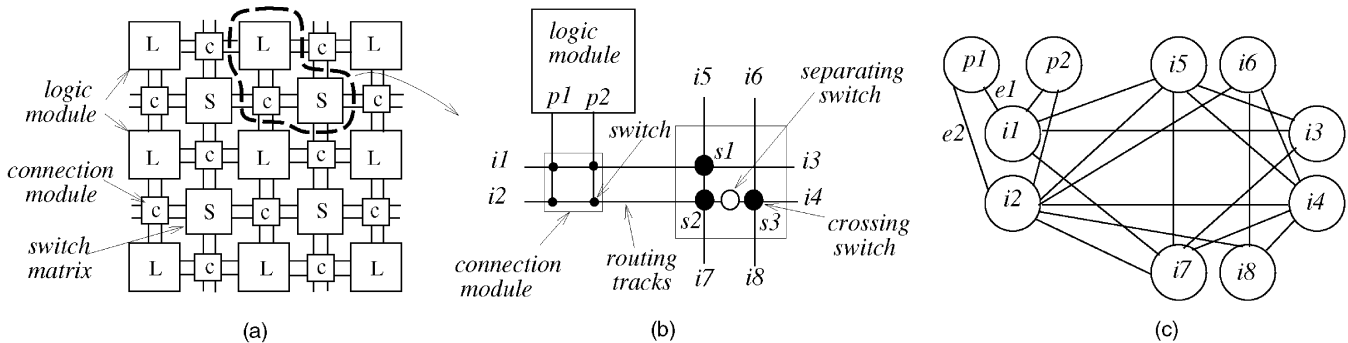 L c L c L
logic module
c S c S c
L c L c L
connection module
c S c S c
switch matrix
L c L c L
(a)
logic module
p1 p2
i5 i6
separating switch
switch
s1
i1 i3
i2 i4
s2 s3
crossing switch
connection module
routing tracks
i7 i8
(b)
p1 p2 i5 i6
e1
e2
i1 i3
i2 i4
i7 i8
(c)